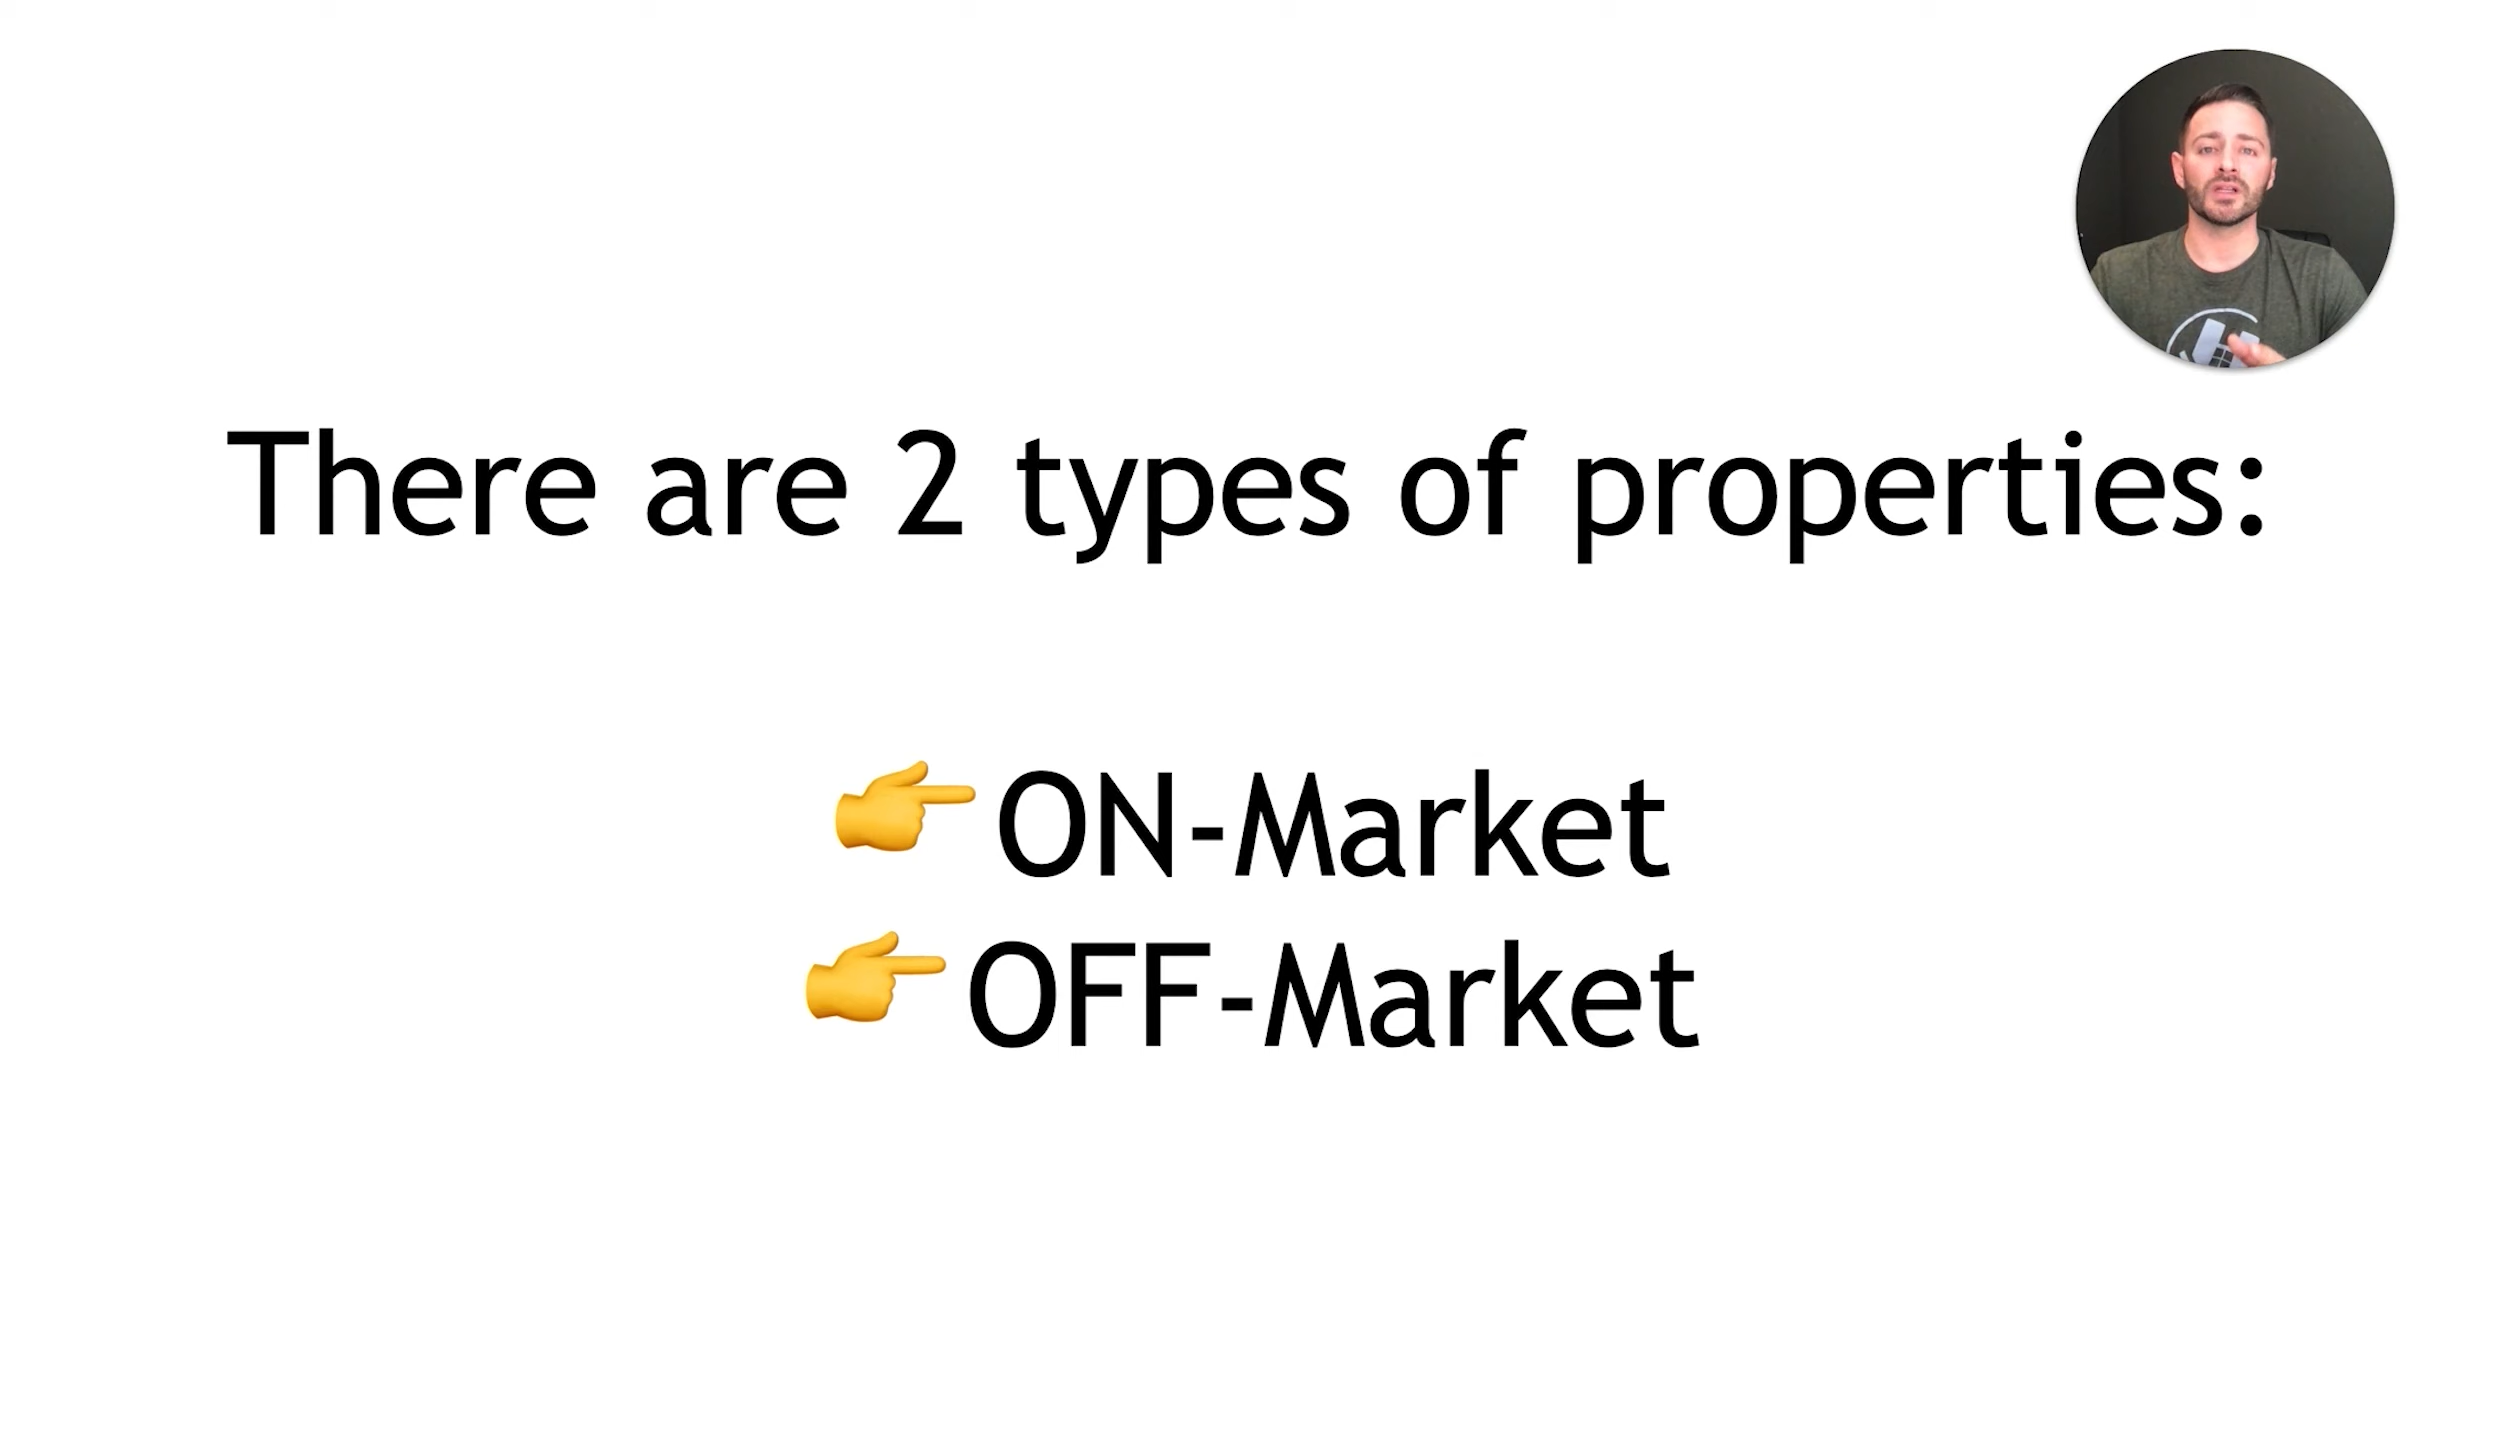 There are 2 types of properties:
👉ON-Market
👉OFF-Market